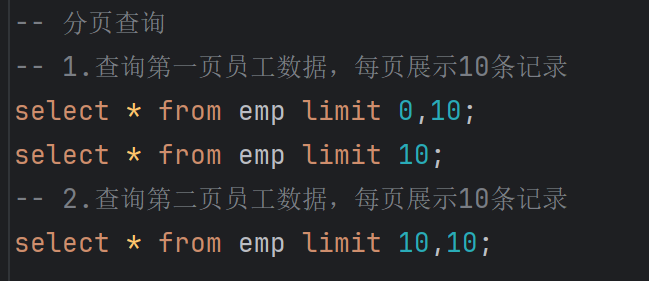 -- 分页查询
-- 1.查询第一页员工数据，每页展示10条记录
select * from emp limit 0,10;
select * from emp limit 10;
-- 2.查询第二页员工数据，每页展示10条记录
select * from emp limit 10,10;